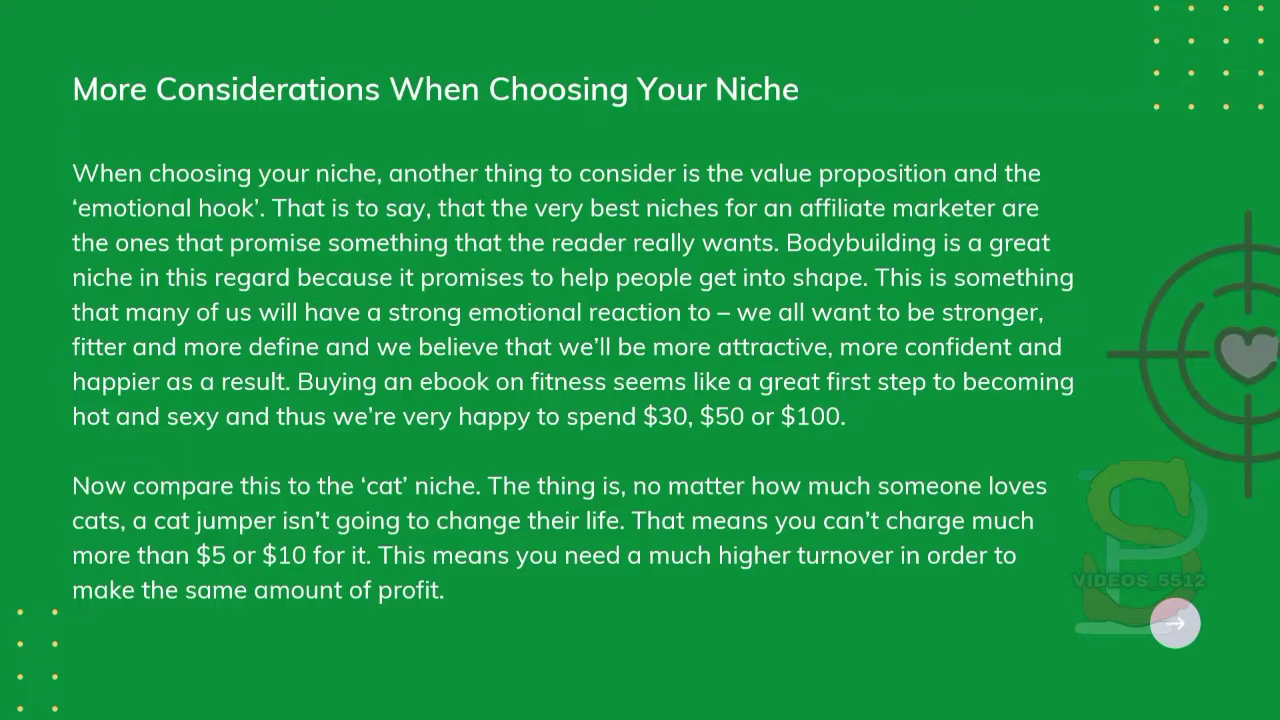 More Considerations When Choosing Your Niche
When choosing your niche, another thing to consider is the value proposition and the
‘emotional hook’. That is to say, that the very best niches for an affiliate marketer are
the ones that promise something that the reader really wants. Bodybuilding is a great
niche in this regard because it promises to help people get into shape. This is something
that many of us will have a strong emotional reaction to – we all want to be stronger,
fitter and more define and we believe that we’ll be more attractive, more confident and
happier as a result. Buying an ebook on fitness seems like a great first step to becoming
hot and sexy and thus we’re very happy to spend $30, $50 or $100.
Now compare this to the ‘cat’ niche. The thing is, no matter how much someone loves
cats, a cat jumper isn’t going to change their life. That means you can’t charge much
more than $5 or $10 for it. This means you need a much higher turnover in order to
make the same amount of profit.
VIDEOS_5512